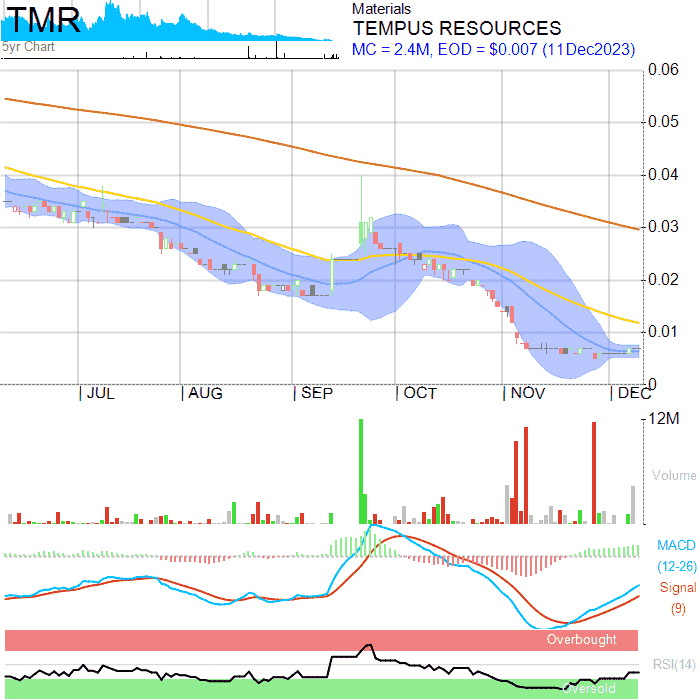 TMR
5yr Chart
Materials
TEMPUS RESOURCES
MC = 2.4M, EOD = $0.007 (11Dec2023)
0.06
0.05
0.04
0.03
0.02
0.01
0
JUL AUG SEP OCT NOV DEC
12M
Volume
MACD
(12-26)
Signal
(9)
Overbought
RSI(14)
Oversold